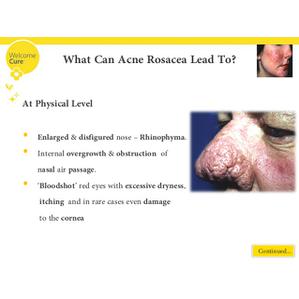 Welcome
Cure
What Can Acne Rosacea Lead To?
At Physical Level
Enlarged & disfigured nose – Rhinophyma.
Internal overgrowth & obstruction of
nasal air passage.
'Bloodshot' red eyes with excessive dryness,
itching and in rare cases even damage
to the cornea
Continued...